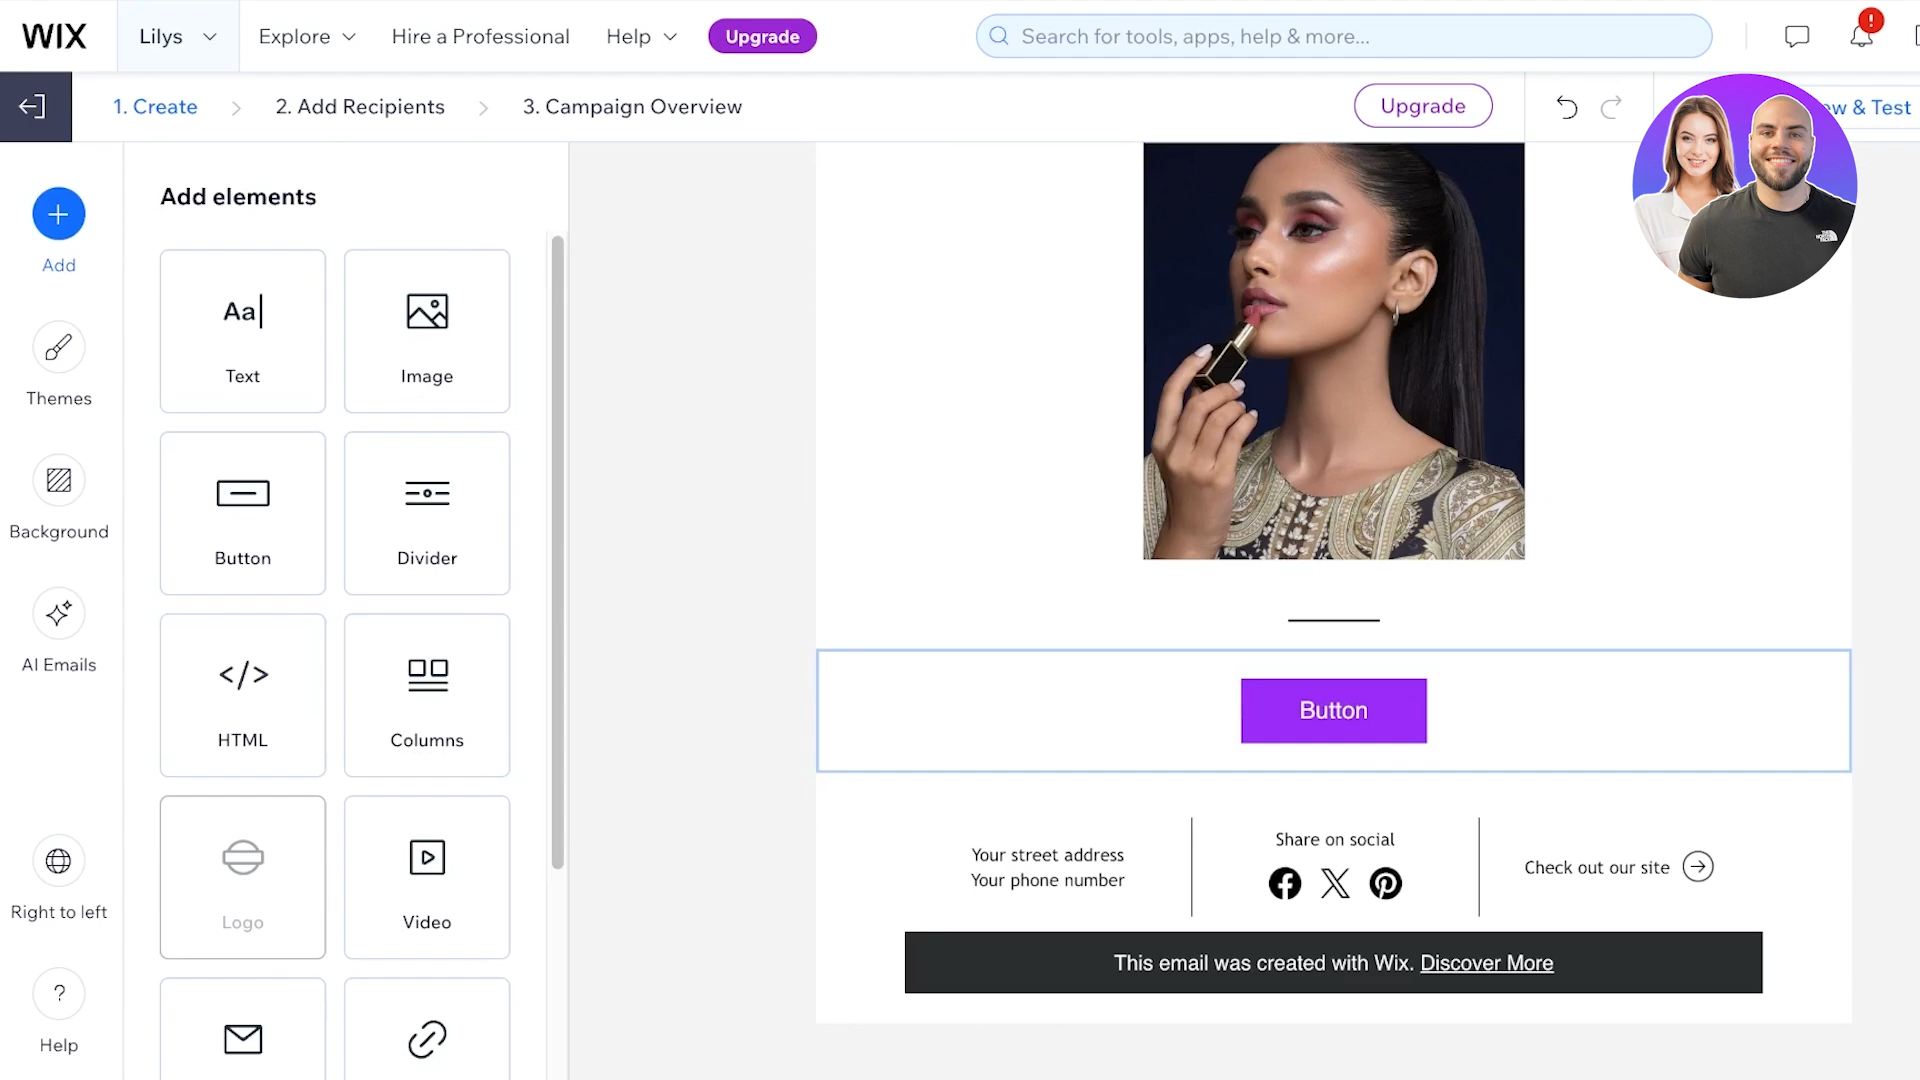 WIX
Lilys
Explore
Hire a Professional
Help
Upgrade
Search for tools, apps, help & more...
!
1. Create
2. Add Recipients
3. Campaign Overview
Upgrade
w & Test
Add
Themes
Background
AI Emails
Right to left
?
Help
Add elements
Aa
Text
Image
Button
Divider
</>
HTML
Columns
Logo
Video
Button
Your street address
Your phone number
Share on social
Check out our site
This email was created with Wix. Discover More